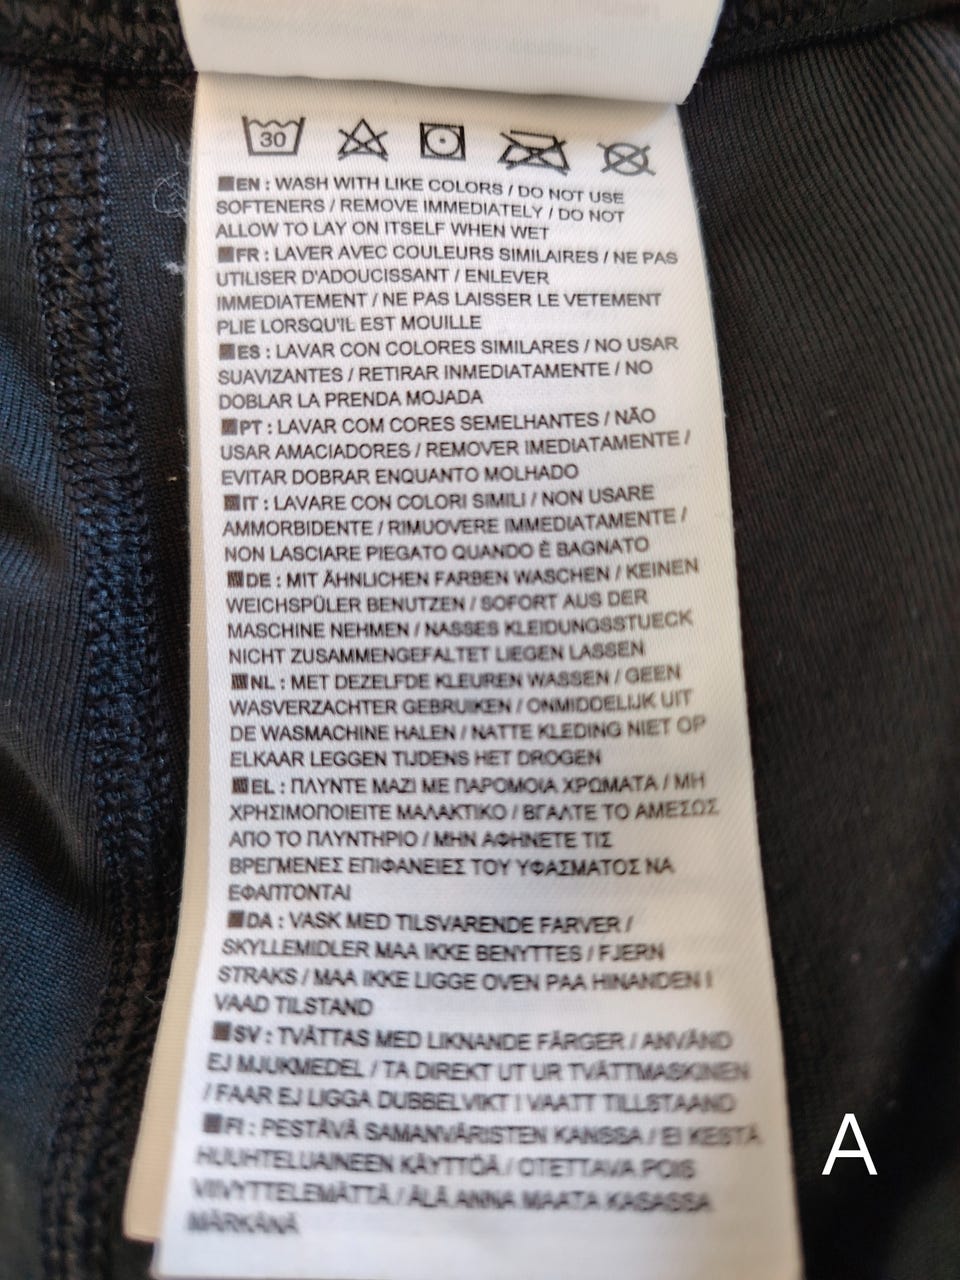 30
EN : WASH WITH LIKE COLORS / DO NOT USE
SOFTENERS / REMOVE IMMEDIATELY / DO NOT
ALLOW TO LAY ON ITSELF WHEN WET
FR : LAVER AVEC COULEURS SIMILAIRES / NE PAS
UTILISER D'ADOUCISSANT / ENLEVER
IMMEDIATEMENT / NE PAS LAISSER LE VETEMENT
PLIE LORSQU'IL EST MOUILLE
ES : LAVAR CON COLORES SIMILARES / NO USAR
SUAVIZANTES / RETIRAR INMEDIATAMENTE / NO
DOBLAR LA PRENDA MOJADA
PT : LAVAR COM CORES SEMELHANTES / NÃO
USAR AMACIADORES / REMOVER IMEDIATAMENTE /
EVITAR DOBRAR ENQUANTO MOLHADO
IT : LAVARE CON COLORI SIMILI / NON USARE
AMMORBIDENTE / RIMUOVERE IMMEDIATAMENTE /
NON LASCIARE PIEGATO QUANDO È BAGNATO
DE : MIT ÄHNLICHEN FARBEN WASCHEN / KEINEN
WEICHSPÜLER BENUTZEN / SOFORT AUS DER
MASCHINE NEHMEN / NASSES KLEIDUNGSSTUECK
NICHT ZUSAMMENGEFALTET LIEGEN LASSEN
NL : MET DEZELFDE KLEUREN WASSEN / GEEN
WASVERZACHTER GEBRUIKEN / ONMIDDELIJK UIT
DE WASMACHINE HALEN / NATTE KLEDING NIET OP
ELKAAR LEGGEN TIJDENS HET DROGEN
EL : ΠΛΥΝΤΕ ΜΑΖΙ ΜΕ ΠΑΡΟΜΟΙΑ ΧΡΩΜΑΤΑ / ΜΗ
ΧΡΗΣΙΜΟΠΟΙΕΙΤΕ ΜΑΛΑΚΤΙΚΟ / ΒΓΑΛΤΕ ΤΟ ΑΜΕΣΩΣ
ΑΠΟ ΤΟ ΠΛΥΝΤΗΡΙΟ / ΜΗΝ ΑΦΗΝΕΤΕ ΤΙΣ
ΒΡΕΓΜΕΝΕΣ ΕΠΙΦΑΝΕΙΕΣ ΤΟΥ ΥΦΑΣΜΑΤΟΣ ΝΑ
ΕΦΑΠΤΟΝΤΑΙ
DA : VASK MED TILSVARENDE FARVER /
SKYLLEMIDLER MAA IKKE BENYTTES / FJERN
STRAKS / MAA IKKE LIGGE OVEN PAA HINANDEN I
VAAD TILSTAND
SV : TVÄTTAS MED LIKNANDE FÄRGER / ANVÄND
EJ MJUKMEDEL / TA DIREKT UT UR TVÄTTMASKINEN
/ FAAR EJ LIGGA DUBBELVIKT I VAATT TILLSTAAND
FI : PESTÄVÄ SAMANVÄRISTEN KANSSA / EI KESTÄ
HUUHTELUAINEEN KÄYTTÖÄ / OTETTAVA POIS
VIIVYTTELEMÄTTÄ / ÄLÄ ANNA MAATA KASASSA
MÄRKÄNÄ
A